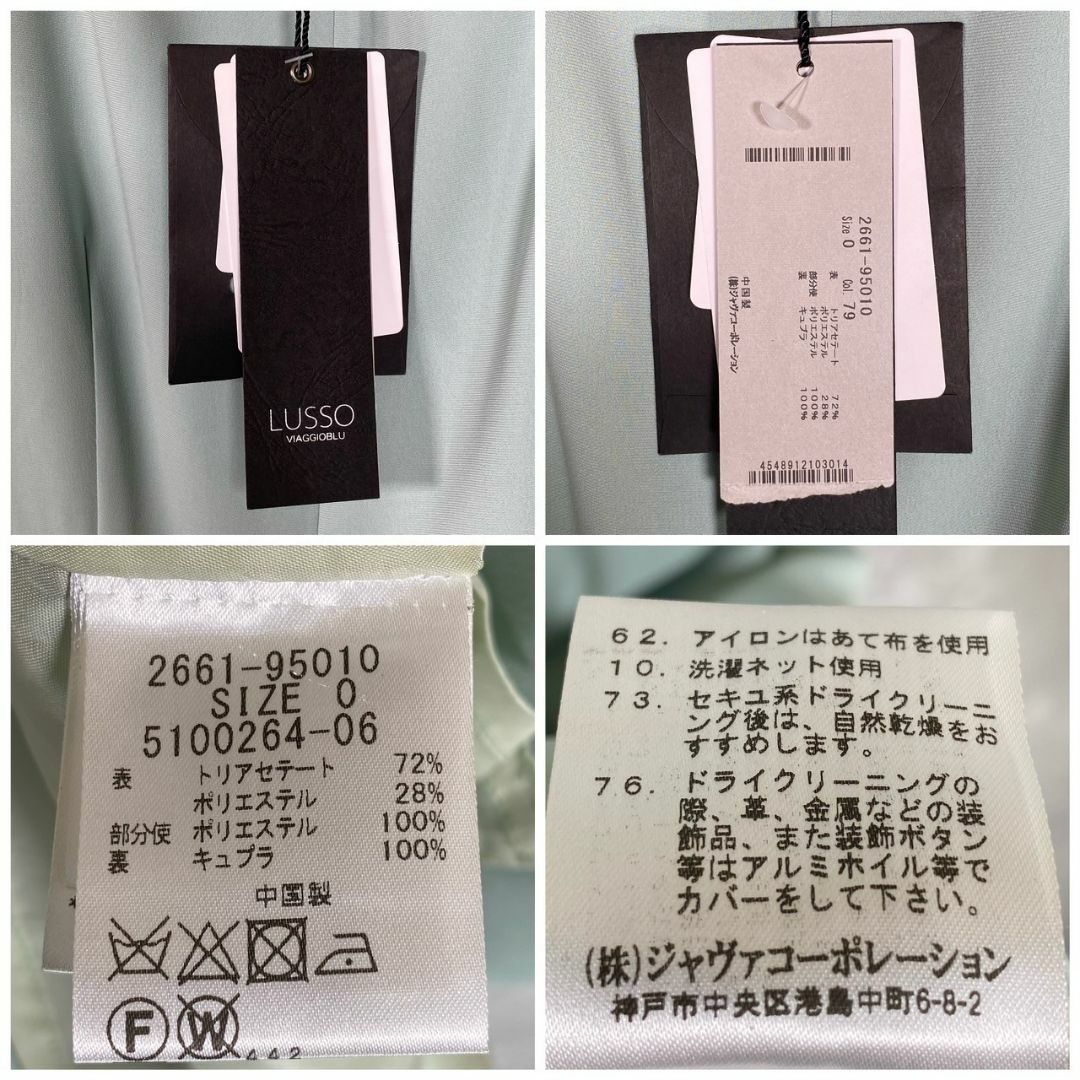 LUSSO
VIAGGIOBLU
2661-95010
Size 0 Col. 79
表 トリアセテート 72%
ポリエステル 28%
部分使 ポリエステル 100%
裏 キュプラ 100%
中国製
(株)ジャヴァコーポレーション
4548912103014
2661-95010
SIZE 0
5100264-06
表 トリアセテート 72%
ポリエステル 28%
部分使 ポリエステル 100%
裏 キュプラ 100%
中国製
F W
442
62. アイロンはあて布を使用
10. 洗濯ネット使用
73. セキユ系ドライクリーニ
ング後は、自然乾燥をお
すすめします。
76. ドライクリーニングの
際、革、金属などの装
飾品、また装飾ボタン
等はアルミホイル等で
カバーをして下さい。
(株)ジャヴァコーポレーション
神戸市中央区港島中町6-8-2